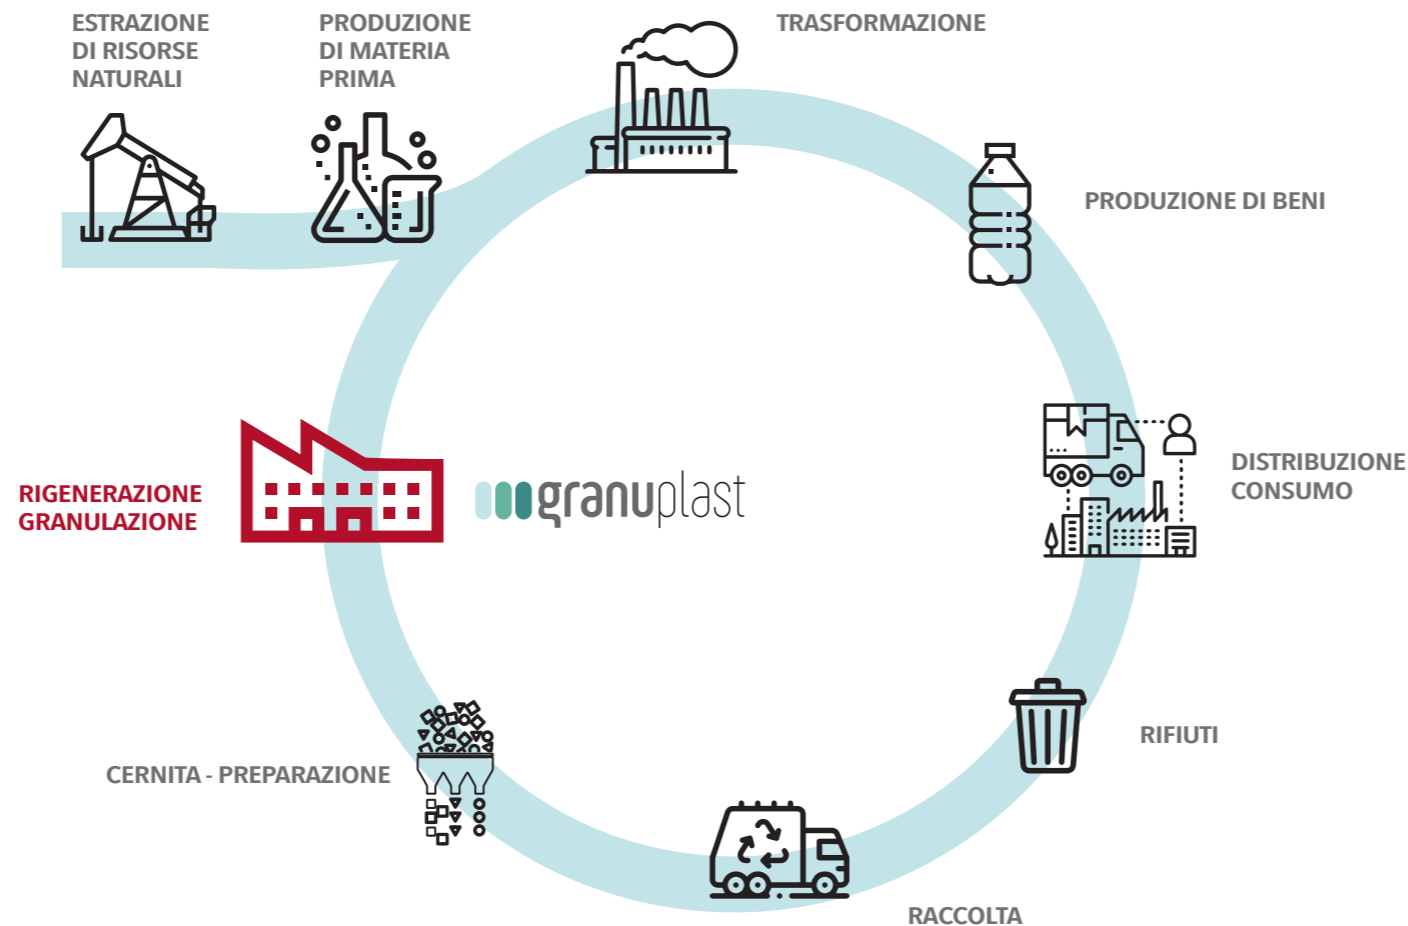 ESTRAZIONE
DI RISORSE
NATURALI
PRODUZIONE
DI MATERIA
PRIMA
TRASFORMAZIONE
PRODUZIONE DI BENI
DISTRIBUZIONE
CONSUMO
RIGENERAZIONE
GRANULAZIONE
granuplast
RIFIUTI
CERNITA - PREPARAZIONE
RACCOLTA